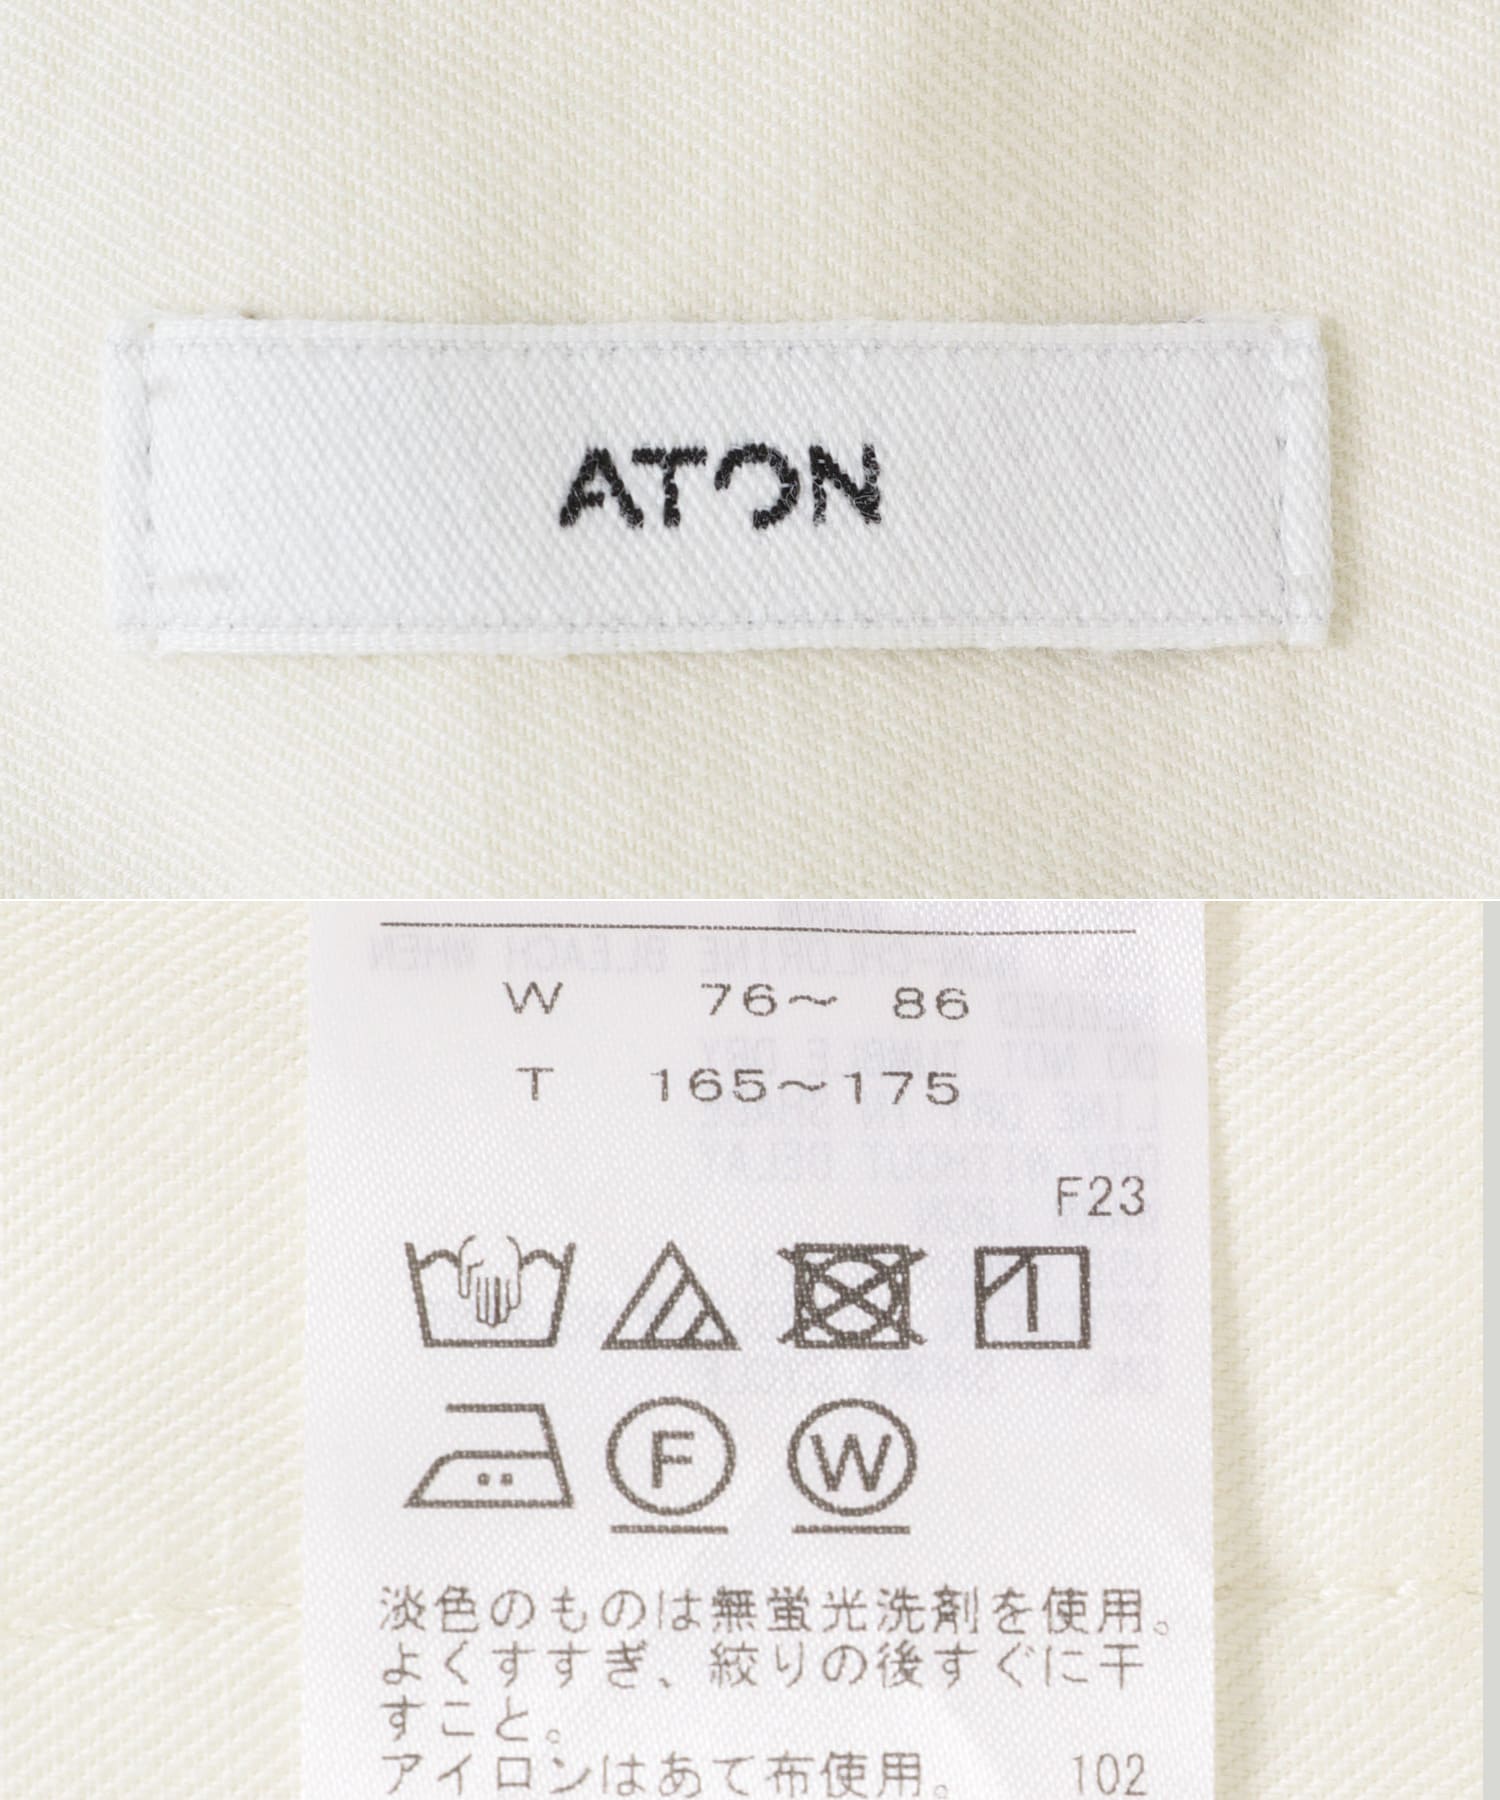 ATON
W 76～ 86
T 165～175
F23
F
W
淡色のものは無蛍光洗剤を使用。
よくすすぎ、絞りの後すぐに干
すこと。
アイロンはあて布使用。 102